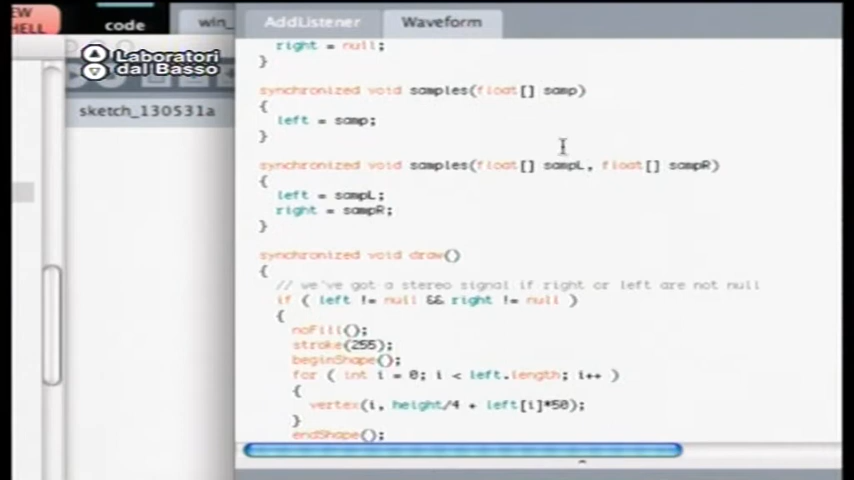 EW
HELL
code
win_
AddListener
Waveform
Laboratori
dal Basso
sketch_130531a
right = null;
}
synchronized void samples(float[] samp)
{
left = samp;
}
synchronized void samples(float[] sampL, float[] sampR)
{
left = sampL;
right = sampR;
}
synchronized void draw()
{
// we've got a stereo signal if right or left are not null
if ( left != null && right != null )
{
noFill();
stroke(255);
beginShape();
for ( int i = 0; i < left.length; i++ )
{
vertex(i, height/4 + left[i]*50);
}
endShape();